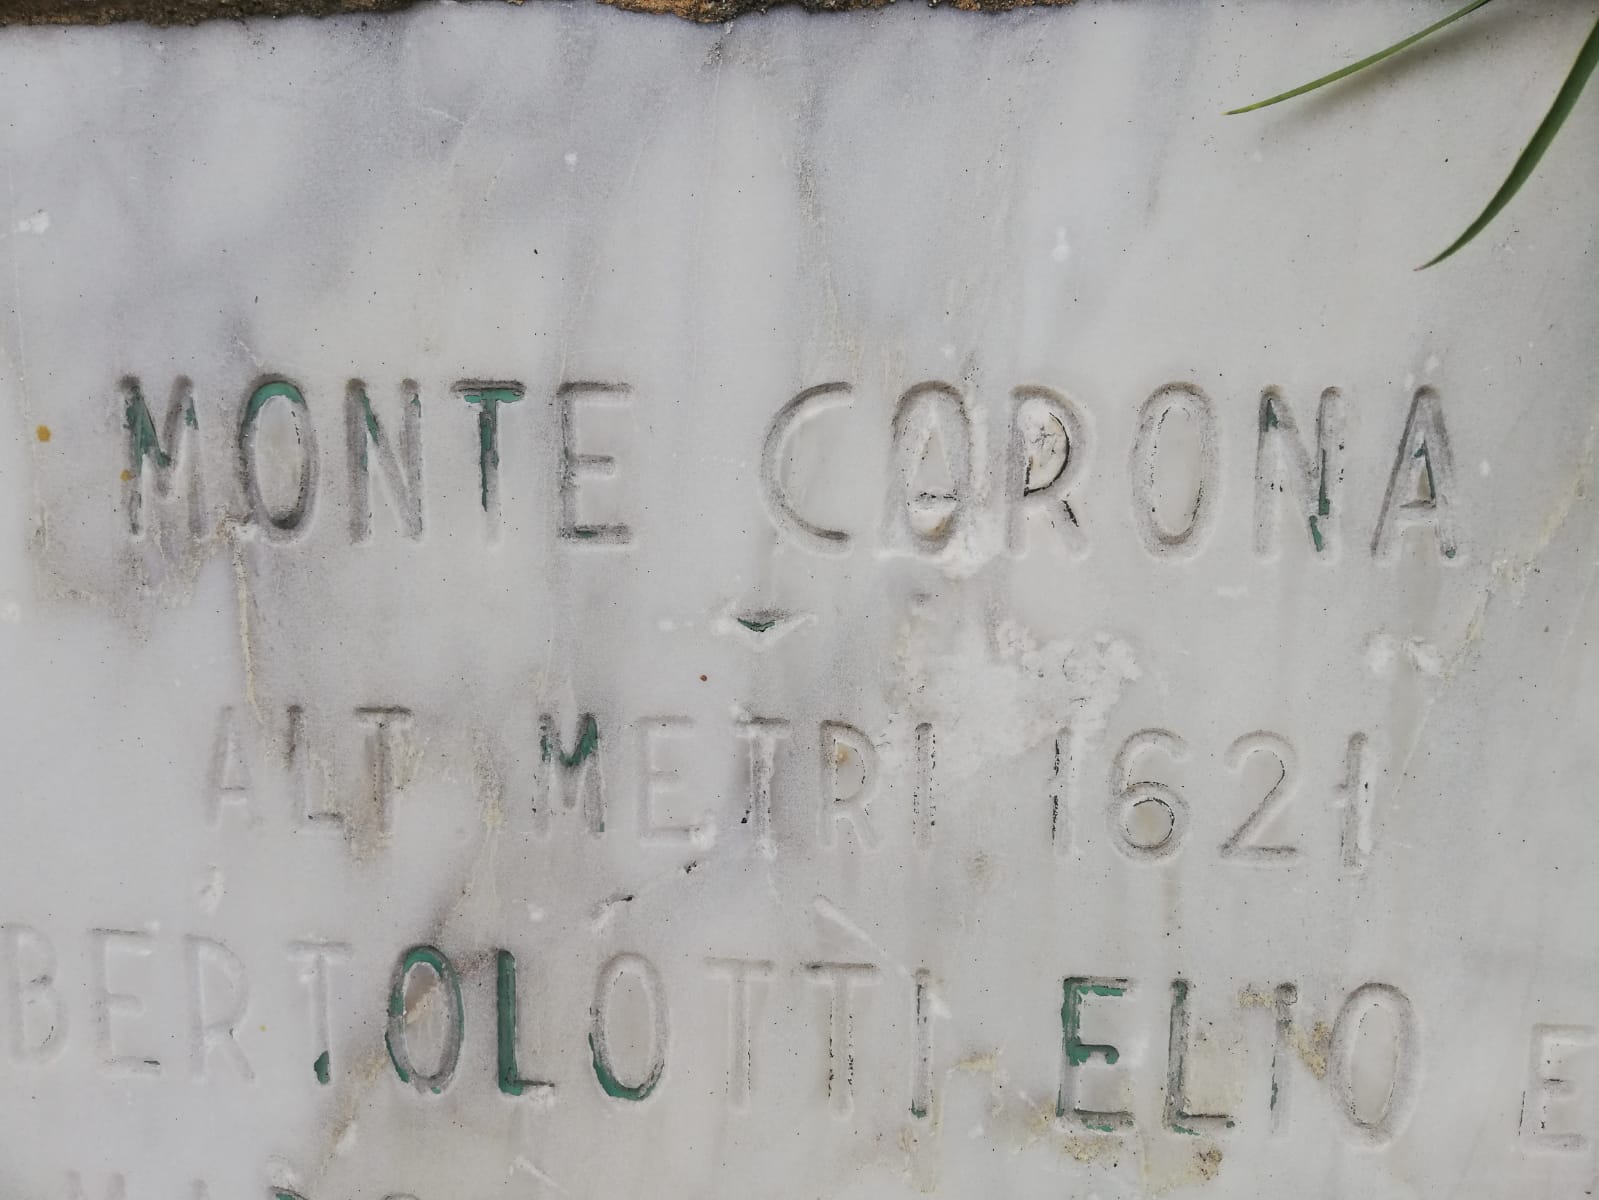 MONTE CORONA
ALT METRI 1621
BERTOLOTTI ELIO E